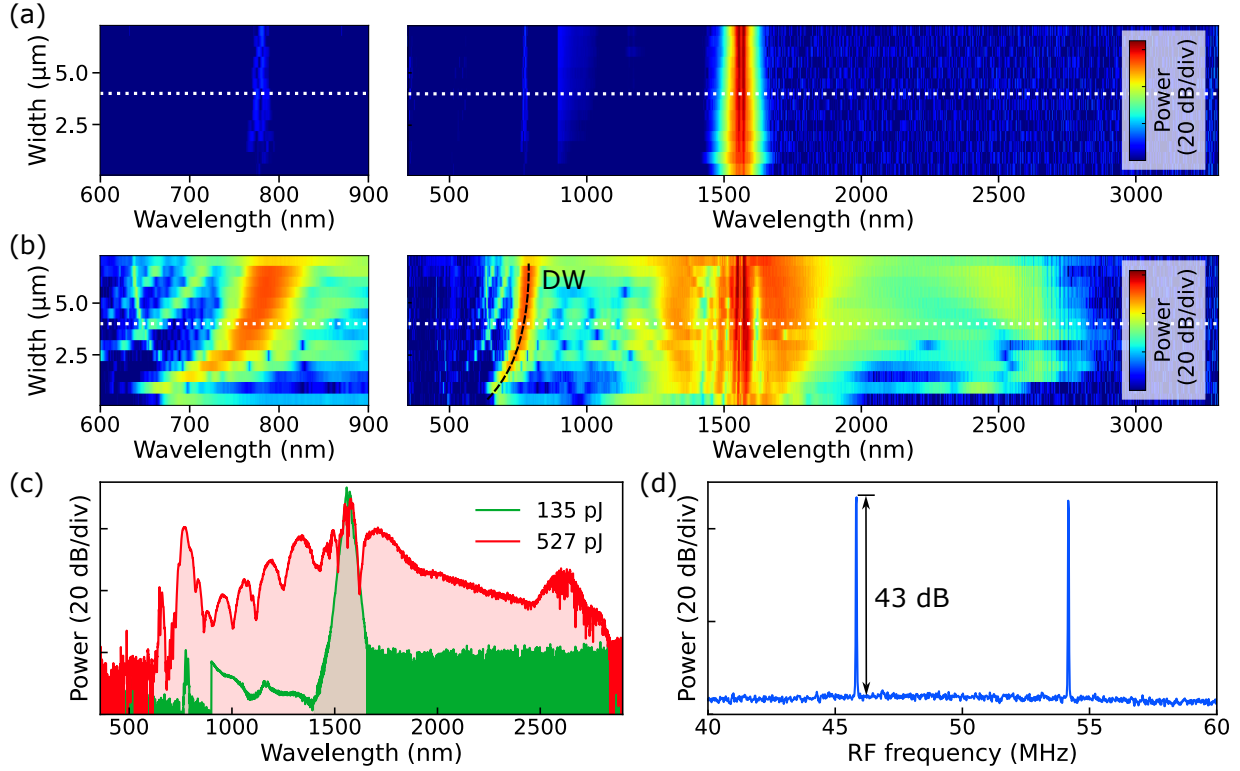 (a)
Width (μm)
15.0
2.5
600 700 800 900
Wavelength (nm)
500 1000 1500 2000 2500 3000
Wavelength (nm)
Power
(20 dB/div)
(b)
Width (μm)
15.0
2.5
600 700 800 900
Wavelength (nm)
DW
500 1000 1500 2000 2500 3000
Wavelength (nm)
Power
(20 dB/div)
(c)
Power (20 dB/div)
135 pJ
527 pJ
500 1000 1500 2000 2500
Wavelength (nm)
(d)
Power (20 dB/div)
43 dB
40 45 50 55 60
RF frequency (MHz)